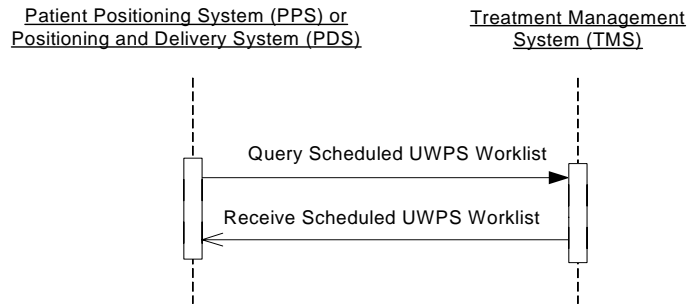 Patient Positioning System (PPS) or
Positioning and Delivery System (PDS)
Treatment Management
System (TMS)
Query Scheduled UWPS Worklist
Receive Scheduled UWPS Worklist